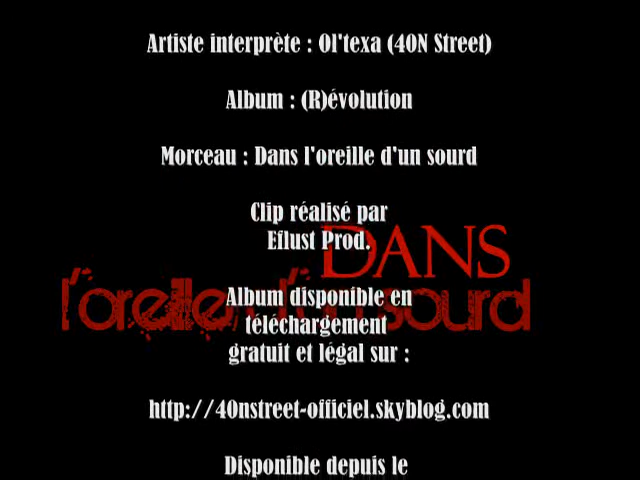 Artiste interprète : Ol'texa (40N Street)
Album : (R)évolution
Morceau : Dans l'oreille d'un sourd
Clip réalisé par
Eflust Prod.
DANS
l'oreille d'un sourd
Album disponible en
téléchargement
gratuit et légal sur :
http://40nstreet-officiel.skyblog.com
Disponible depuis le